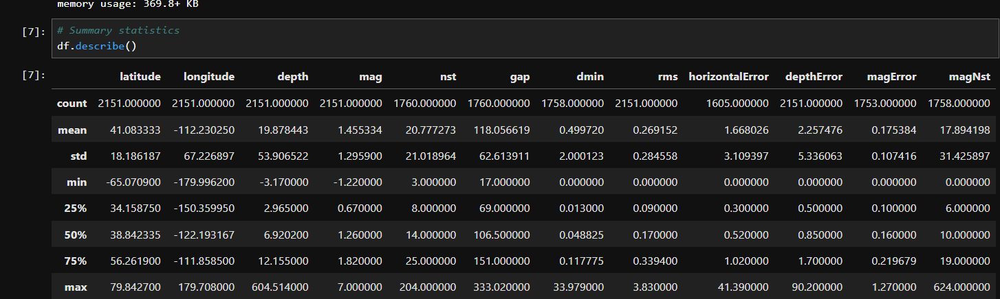 memory usage: 369.8+ KB
[7]: # Summary statistics
df.describe()
[7]: latitude longitude depth mag nst gap dmin rms horizontalError depthError magError magNst
count 2151.000000 2151.000000 2151.000000 2151.000000 1760.000000 1760.000000 1758.000000 2151.000000 1605.000000 2151.000000 1753.000000 1758.000000
mean 41.083333 -112.230250 19.878443 1.455334 20.777273 118.056619 0.499720 0.269152 1.668026 2.257476 0.175384 17.894198
std 18.186187 67.226897 53.906522 1.295900 21.018964 62.613911 2.000123 0.284558 3.109397 5.336063 0.107416 31.425897
min -65.070900 -179.996200 -3.170000 -1.220000 3.000000 17.000000 0.000000 0.000000 0.000000 0.000000 0.000000 0.000000
25% 34.158750 -150.359950 2.965000 0.670000 8.000000 69.000000 0.013000 0.090000 0.300000 0.500000 0.100000 6.000000
50% 38.842335 -122.193167 6.920200 1.260000 14.000000 106.500000 0.048825 0.170000 0.520000 0.850000 0.160000 10.000000
75% 56.261900 -111.858500 12.155000 1.820000 25.000000 151.000000 0.117775 0.339400 1.020000 1.700000 0.219679 19.000000
max 79.842700 179.708000 604.514000 7.000000 204.000000 333.020000 33.979000 3.830000 41.390000 90.200000 1.270000 624.000000